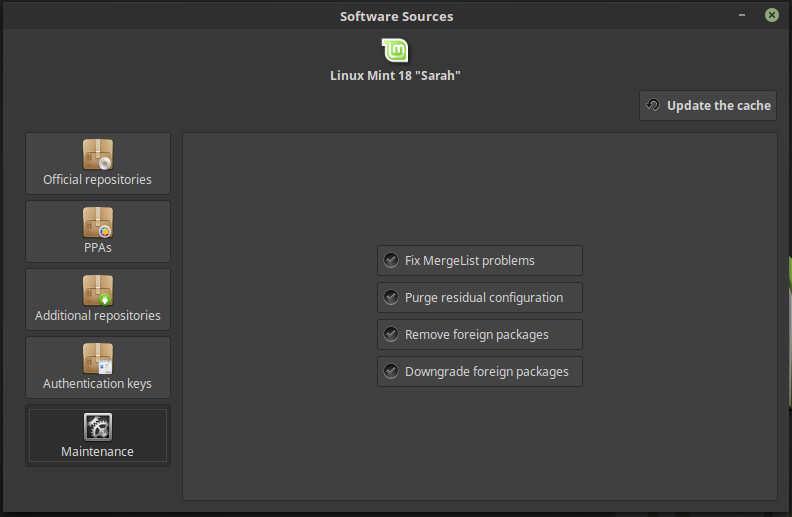 Software Sources
Linux Mint 18 "Sarah"
Update the cache
Official repositories
PPAs
Additional repositories
Authentication keys
Maintenance
Fix MergeList problems
Purge residual configuration
Remove foreign packages
Downgrade foreign packages